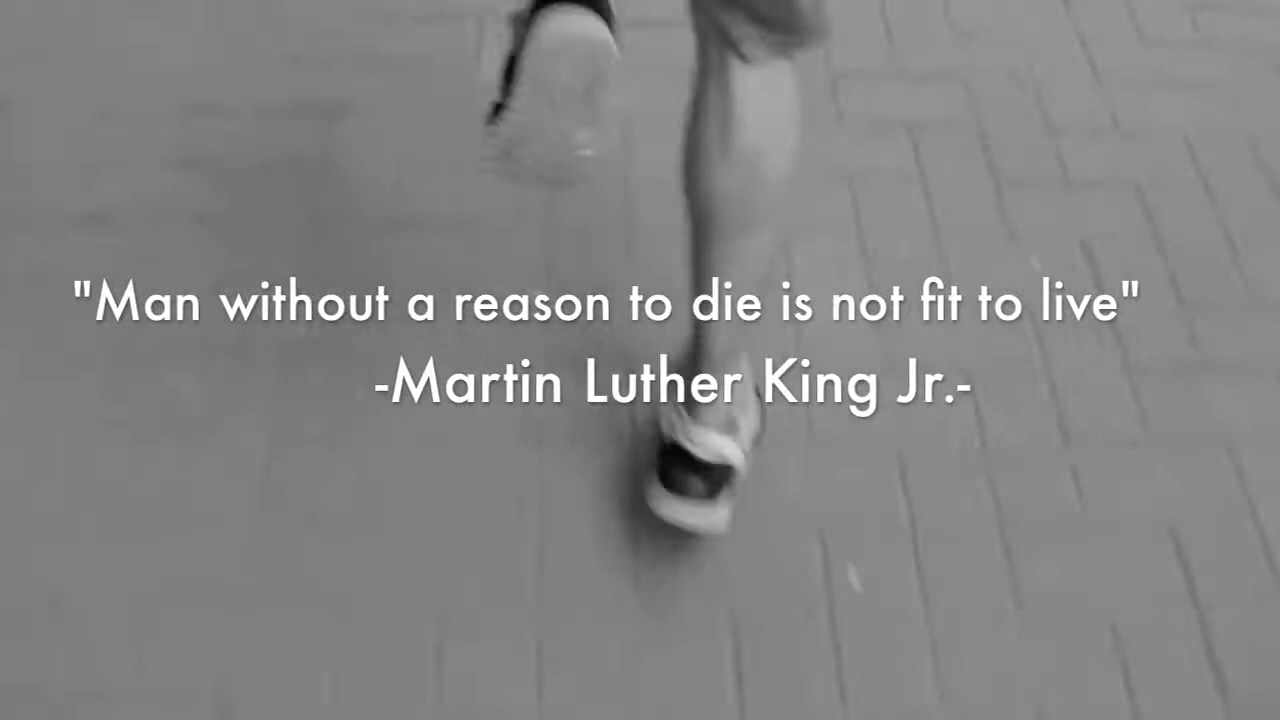 "Man without a reason to die is not fit to live"
-Martin Luther King Jr.-